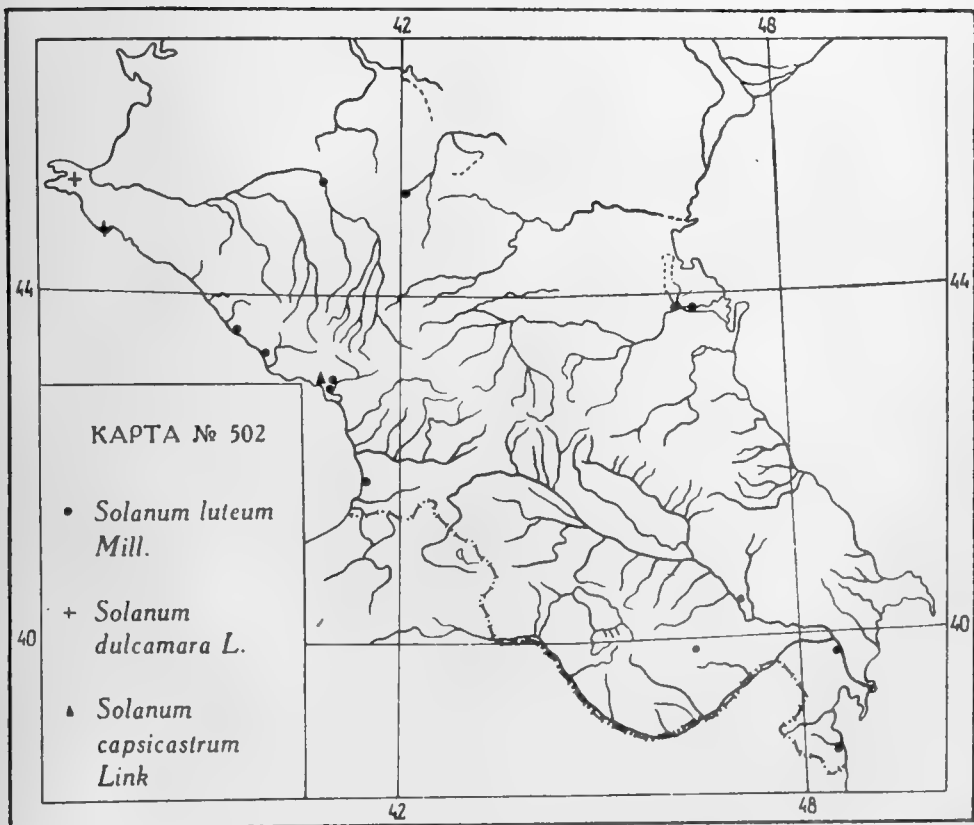 42 48
44 44
КАРТА № 502
• Solanum luteum
Mill.
+ Solanum
dulcamara L.
▲ Solanum
capsicastrum
Link
40 40
42 48